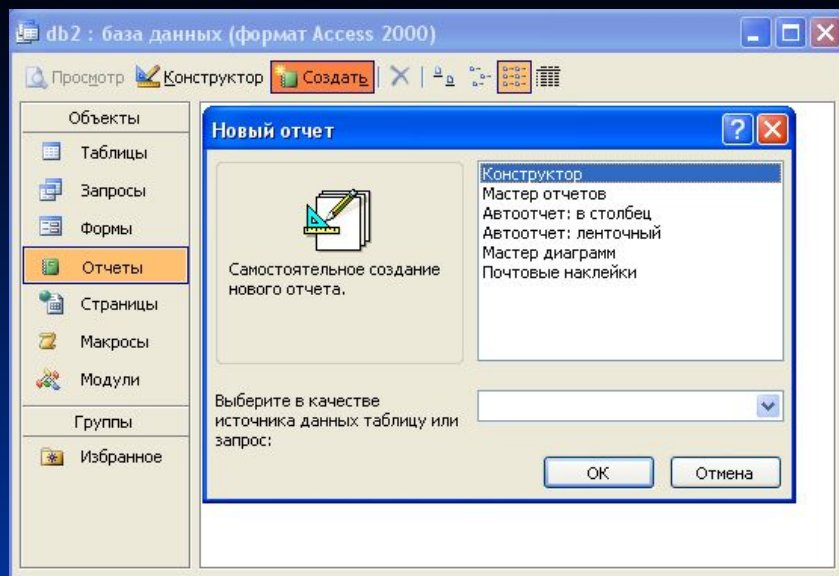 db2 : база данных (формат Access 2000)
Просмотр Конструктор Создать
Объекты
Таблицы
Запросы
Формы
Отчеты
Страницы
Макросы
Модули
Группы
Избранное
Новый отчет
Самостоятельное создание
нового отчета.
Конструктор
Мастер отчетов
Автоотчет: в столбец
Автоотчет: ленточный
Мастер диаграмм
Почтовые наклейки
Выберите в качестве
источника данных таблицу или
запрос:
ОК Отмена